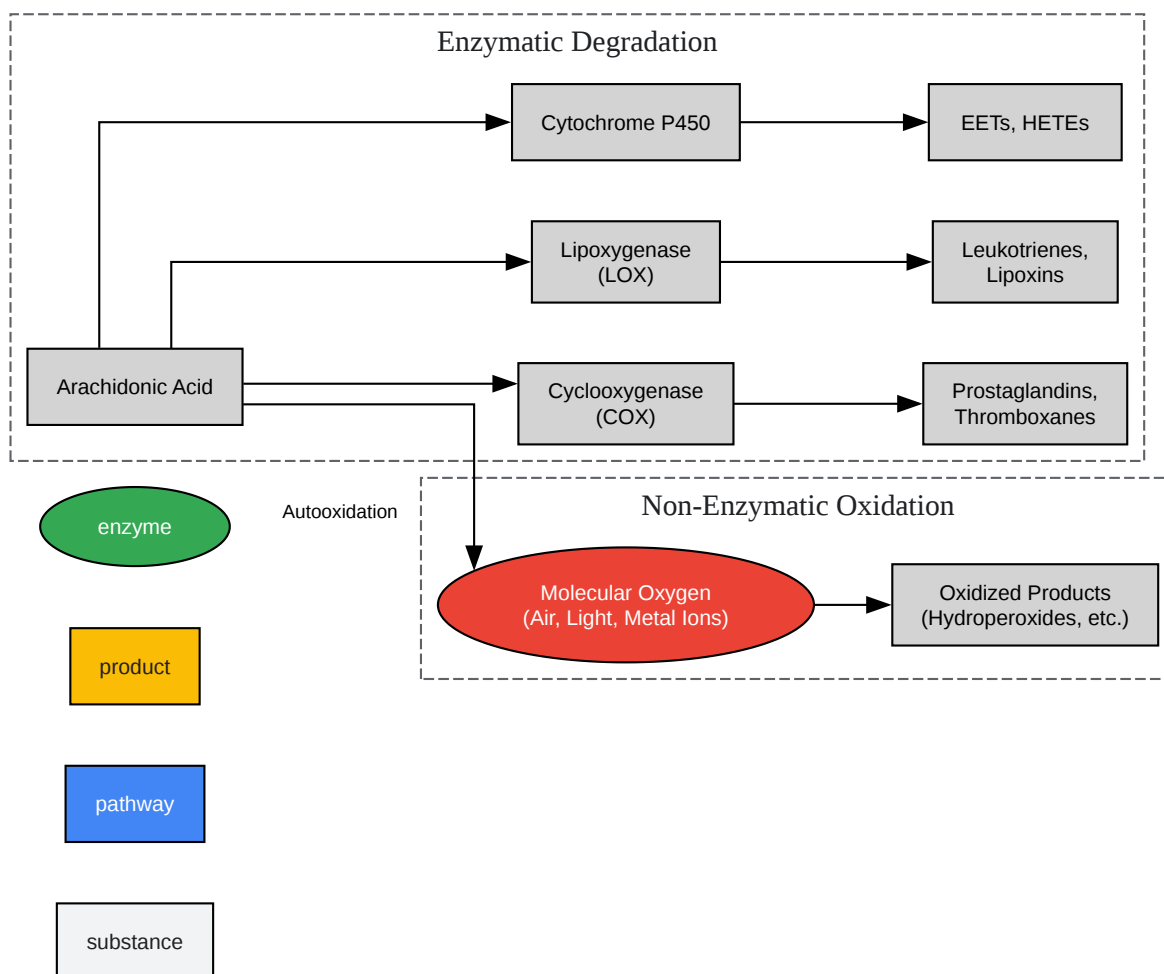 Enzymatic Degradation
Cytochrome P450
EETs, HETEs
Lipoxygenase
(LOX)
Leukotrienes,
Lipoxins
Arachidonic Acid
Cyclooxygenase
(COX)
Prostaglandins,
Thromboxanes
enzyme
Autooxidation
Non-Enzymatic Oxidation
Molecular Oxygen
(Air, Light, Metal Ions)
Oxidized Products
(Hydroperoxides, etc.)
product
pathway
substance